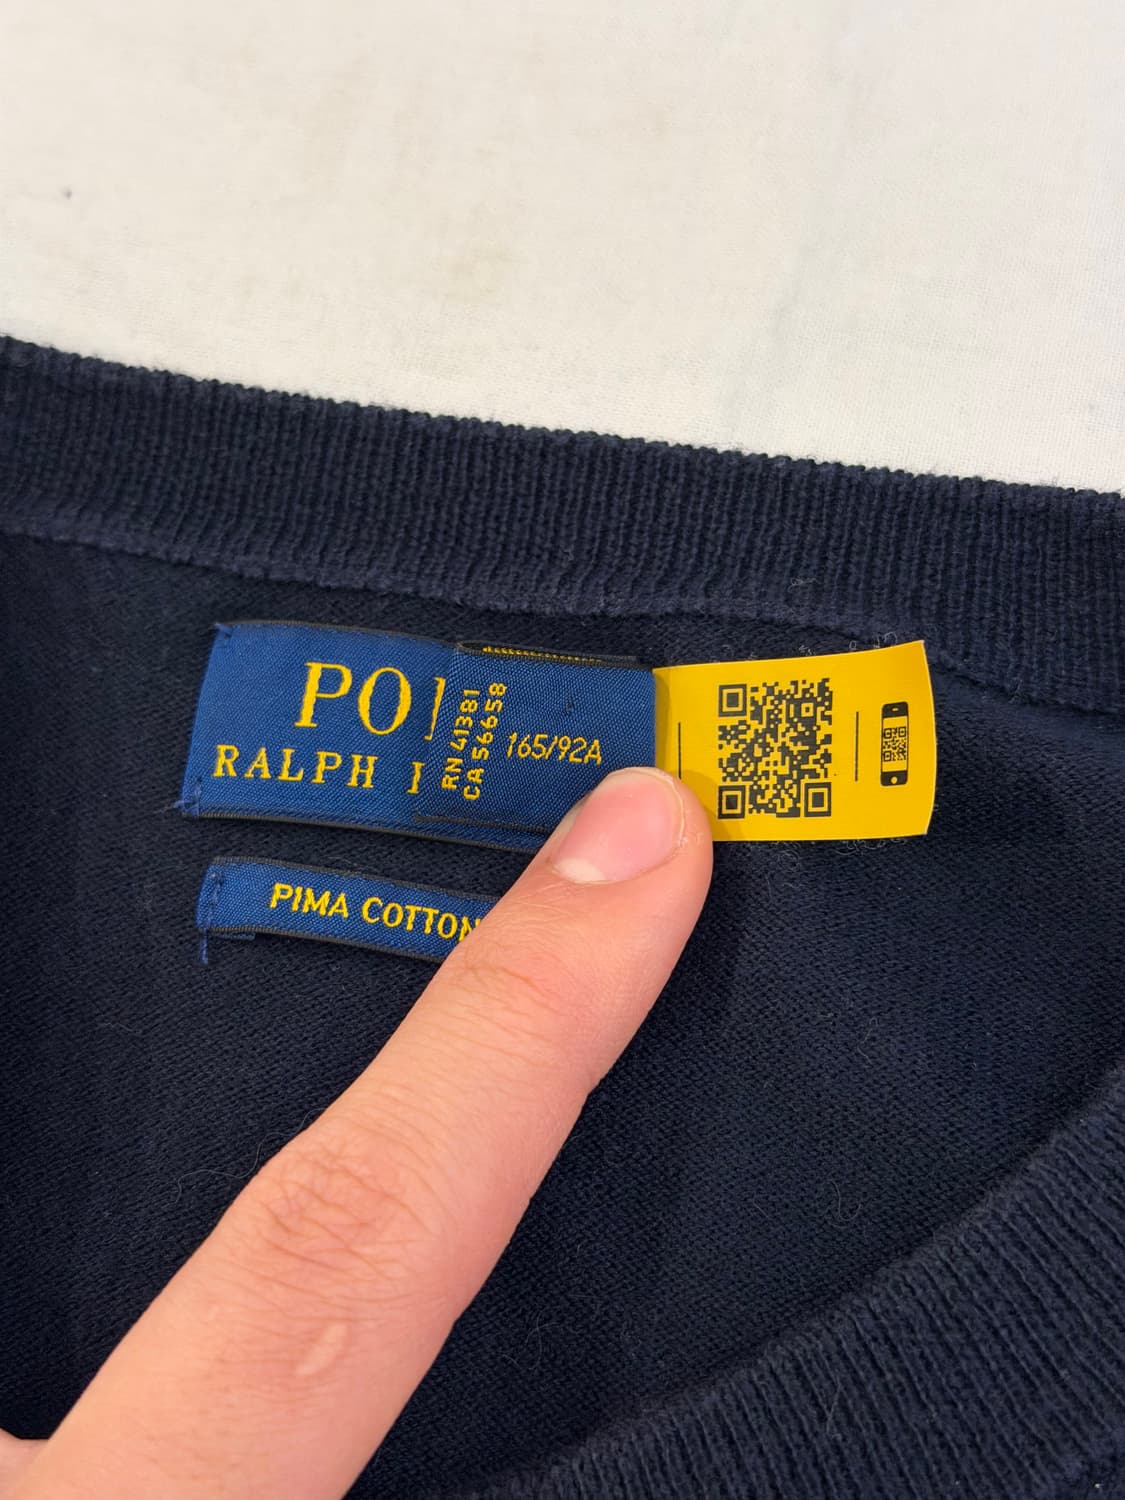 PO
RALPH
RN 41381
CA 56658
165/92A
PIMA COTTON